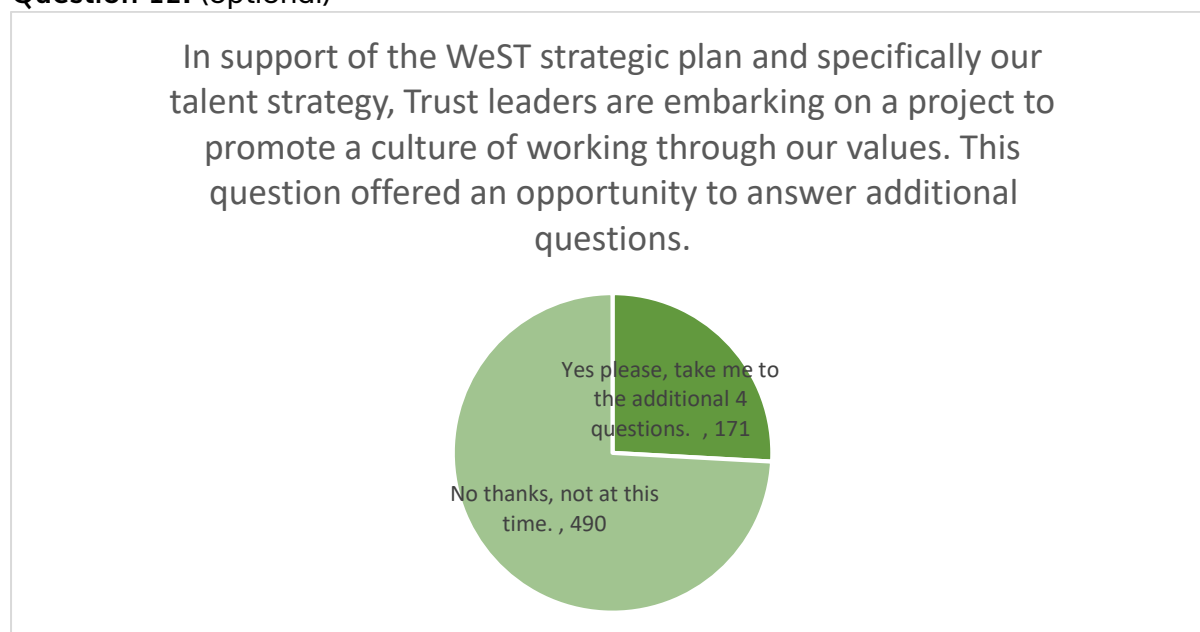 Question 11. (optional)
In support of the WeST strategic plan and specifically our
talent strategy, Trust leaders are embarking on a project to
promote a culture of working through our values. This
question offered an opportunity to answer additional
questions.
Yes please, take me to
the additional 4
questions. , 171
No thanks, not at this
time. , 490